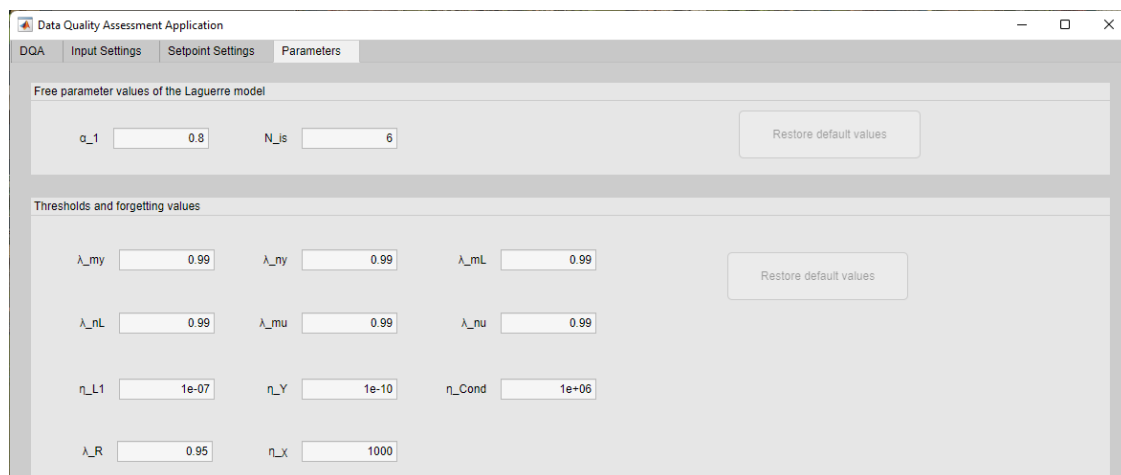 Data Quality Assessment Application
DQA Input Settings Setpoint Settings Parameters
Free parameter values of the Laguerre model
α_1 0.8 N_is 6 Restore default values
Thresholds and forgetting values
λ_my 0.99 λ_ny 0.99 λ_mL 0.99 Restore default values
λ_nL 0.99 λ_mu 0.99 λ_nu 0.99
η_L1 1e-07 η_Y 1e-10 η_Cond 1e+06
λ_R 0.95 η_χ 1000